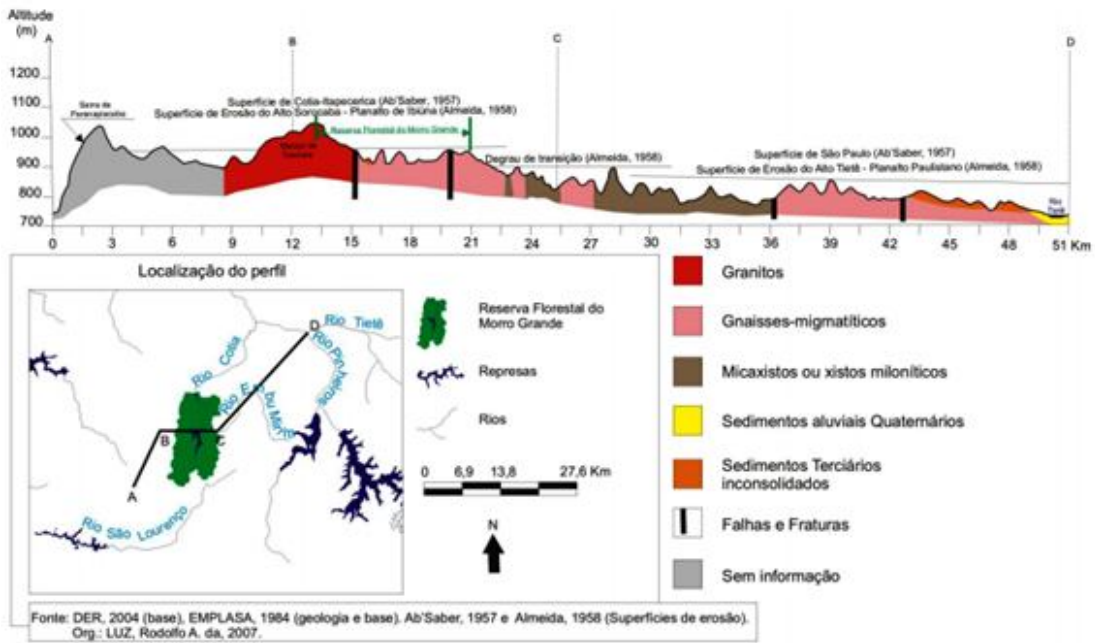 Altitude
(m)
A
B
C
D
1200
1100
1000
900
800
700
Serra de
Paranapiacaba
Superfície de Cotia-Itapecerica (Ab'Saber, 1957)
Superfície de Erosão do Alto Sorocaba - Planalto de Ibiúna (Almeida, 1958)
Reserva Florestal do Morro Grande
Degrau de transição (Almeida, 1958)
Superfície de São Paulo (Ab'Saber, 1957)
Superfície de Erosão do Alto Tietê - Planalto Paulistano (Almeida, 1958)
Rio
0 3 6 9 12 15 18 21 24 27 30 33 36 39 42 45 48 51 Km
Localização do perfil
D
Rio Tietê
Rio Cotia
Rio Pinheiros
Rio Embu Mirim
B
C
A
Rio São Lourenço
Reserva Florestal do
Morro Grande
Represas
Rios
0 6,9 13,8 27,6 Km
N
Granitos
Gnaisses-migmatíticos
Micaxistos ou xistos miloníticos
Sedimentos aluviais Quaternários
Sedimentos Terciários
inconsolidados
Falhas e Fraturas
Sem informação
Fonte: DER, 2004 (base), EMPLASA, 1984 (geologia e base). Ab'Saber, 1957 e Almeida, 1958 (Superfícies de erosão).
Org.: LUZ, Rodolfo A. da, 2007.